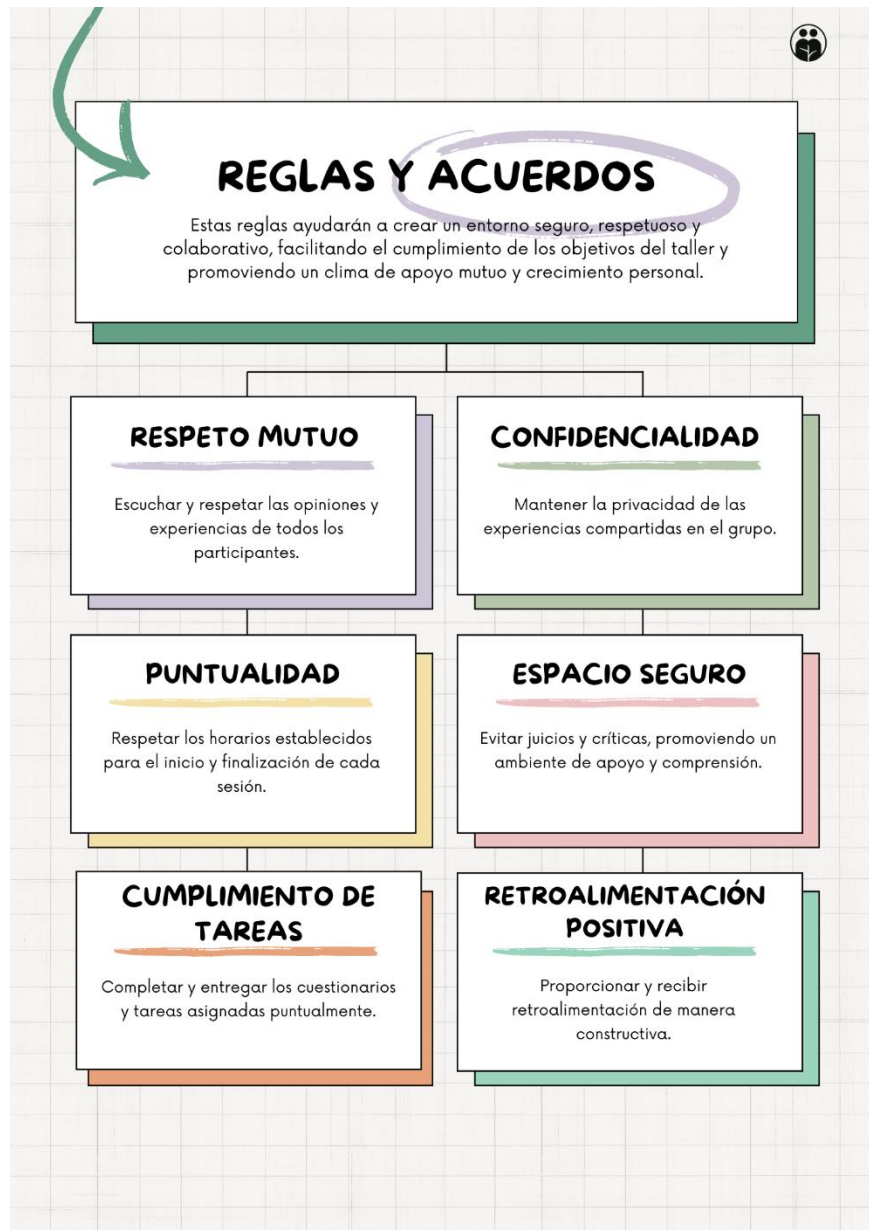 REGLAS Y ACUERDOS
Estas reglas ayudarán a crear un entorno seguro, respetuoso y
colaborativo, facilitando el cumplimiento de los objetivos del taller y
promoviendo un clima de apoyo mutuo y crecimiento personal.
RESPETO MUTUO
Escuchar y respetar las opiniones y
experiencias de todos los
participantes.
CONFIDENCIALIDAD
Mantener la privacidad de las
experiencias compartidas en el grupo.
PUNTUALIDAD
Respetar los horarios establecidos
para el inicio y finalización de cada
sesión.
ESPACIO SEGURO
Evitar juicios y críticas, promoviendo un
ambiente de apoyo y comprensión.
CUMPLIMIENTO DE
TAREAS
Completar y entregar los cuestionarios
y tareas asignadas puntualmente.
RETROALIMENTACIÓN
POSITIVA
Proporcionar y recibir
retroalimentación de manera
constructiva.